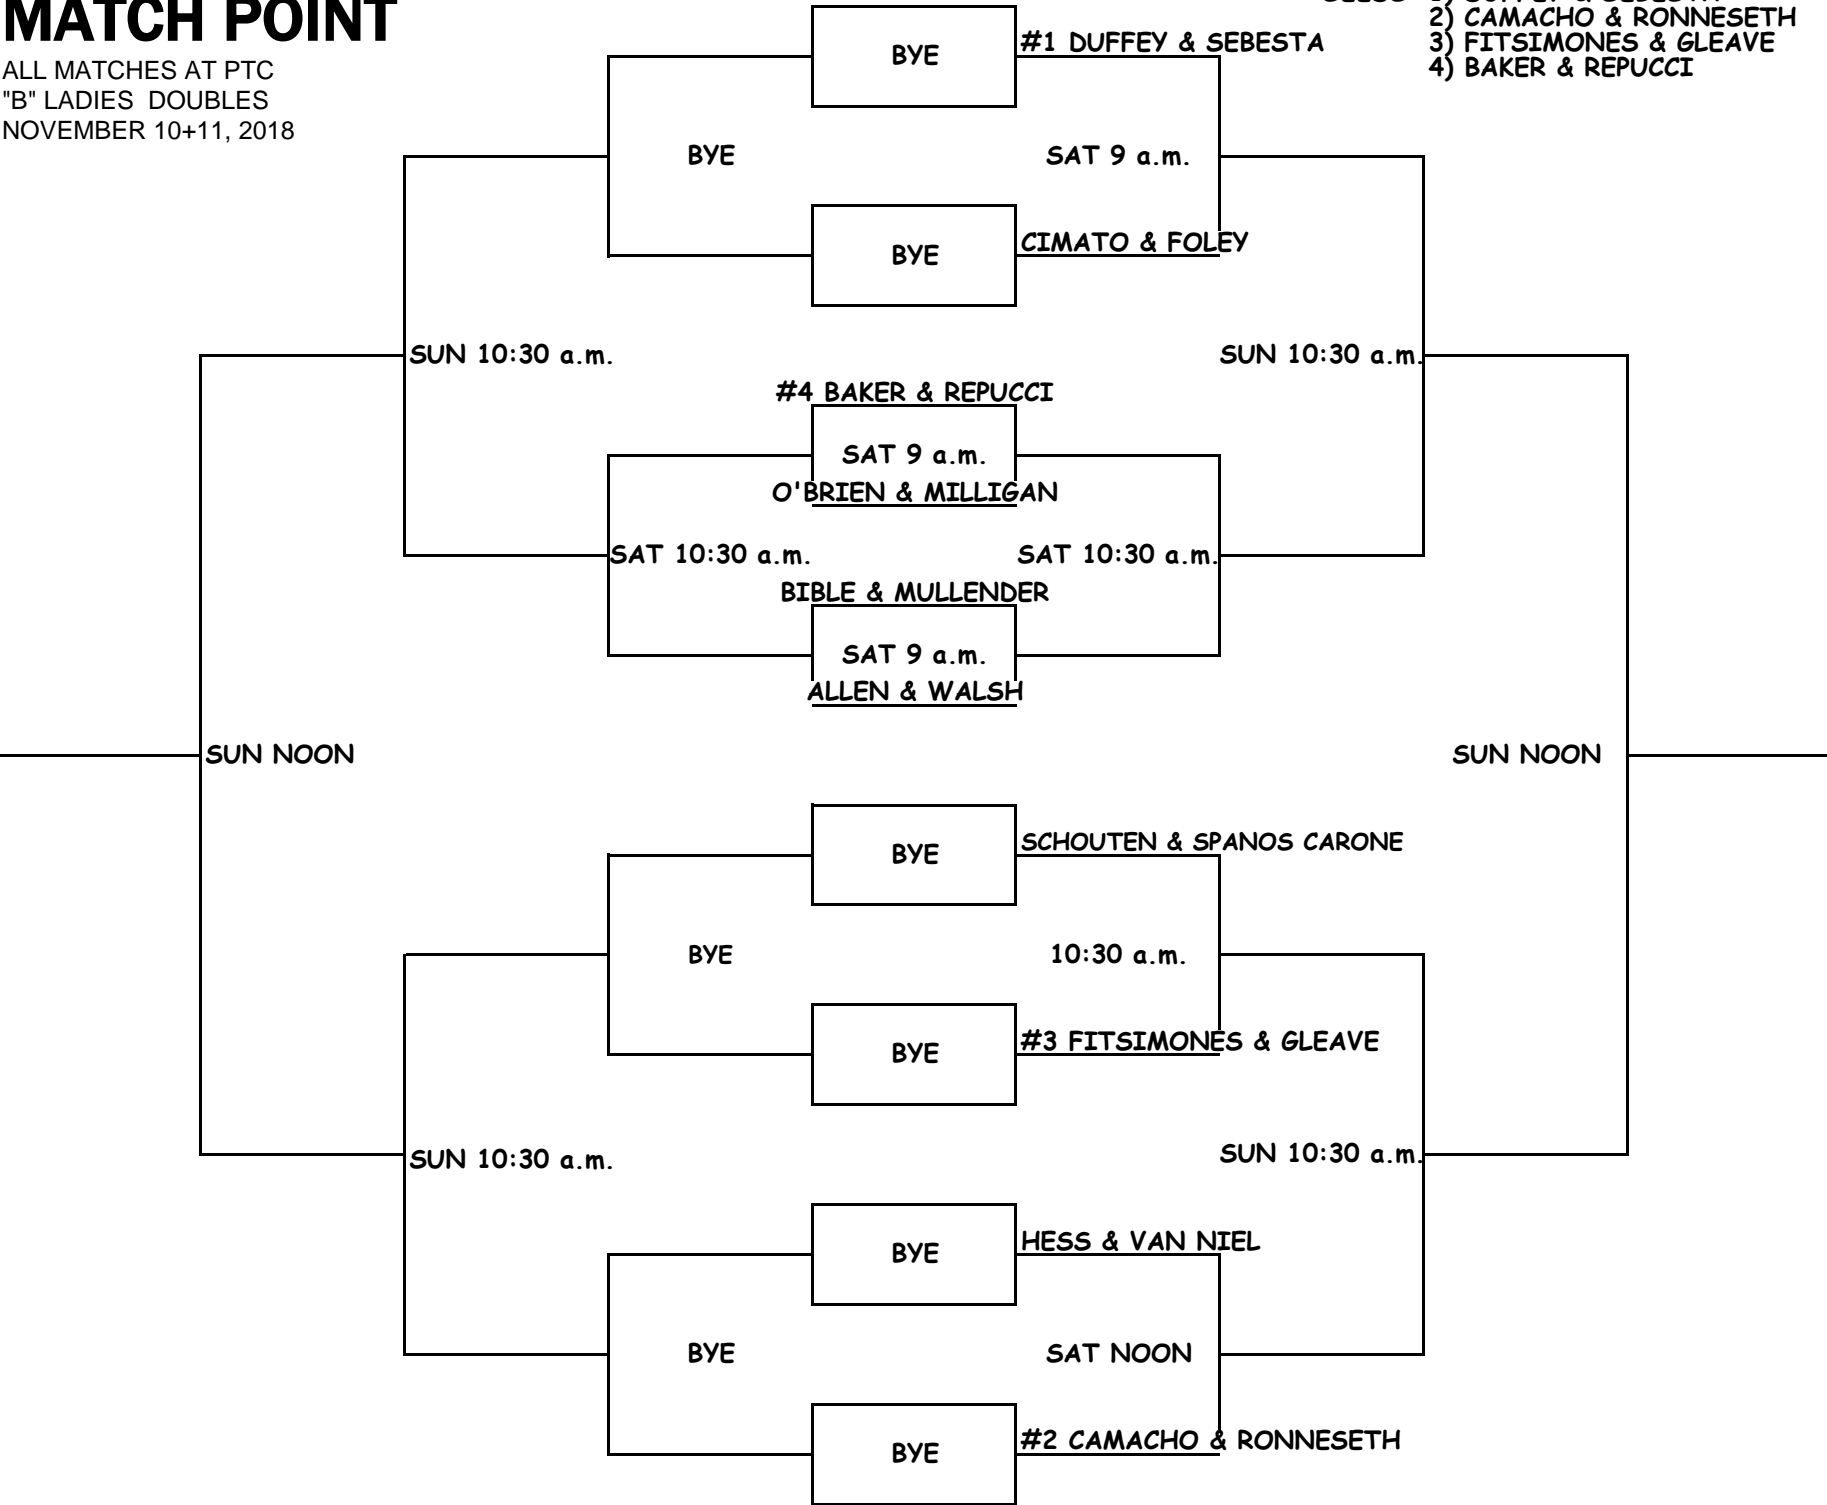 MATCH POINT
ALL MATCHES AT PTC
"B" LADIES DOUBLES
NOVEMBER 10+11, 2018
2) CAMACHO & RONNESETH
3) FITSIMONES & GLEAVE
4) BAKER & REPUCCI
BYE
#1 DUFFEY & SEBESTA
BYE
SAT 9 a.m.
BYE
CIMATO & FOLEY
SUN 10:30 a.m.
SUN 10:30 a.m.
#4 BAKER & REPUCCI
SAT 9 a.m.
O'BRIEN & MILLIGAN
SAT 10:30 a.m.
SAT 10:30 a.m.
BIBLE & MULLENDER
SAT 9 a.m.
ALLEN & WALSH
SUN NOON
SUN NOON
BYE
SCHOUTEN & SPANOS CARONE
BYE
10:30 a.m.
BYE
#3 FITSIMONES & GLEAVE
SUN 10:30 a.m.
SUN 10:30 a.m.
BYE
HESS & VAN NIEL
BYE
SAT NOON
BYE
#2 CAMACHO & RONNESETH